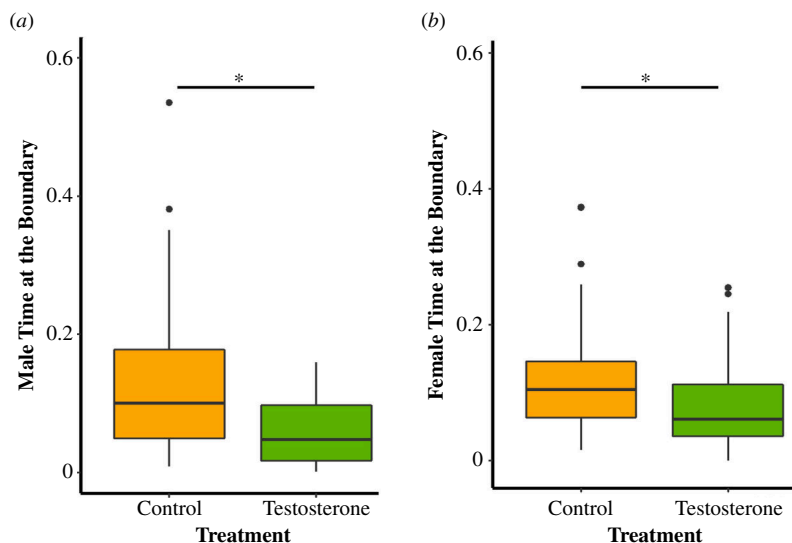 (a)
*
0.6
0.4
0.2
0
Male Time at the Boundary
Control Testosterone
Treatment
(b)
*
0.6
0.4
0.2
0
Female Time at the Boundary
Control Testosterone
Treatment